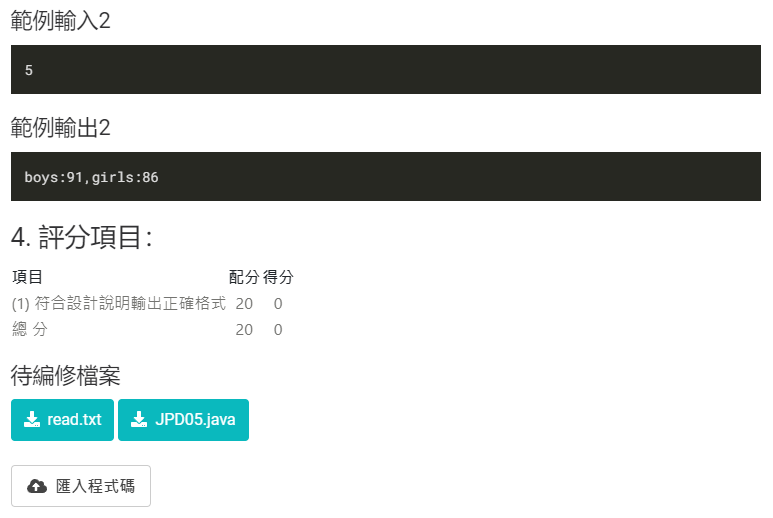 範例輸入2
5
範例輸出2
boys:91,girls:86
4. 評分項目：
項目 配分 得分
(1) 符合設計說明輸出正確格式 20 0
總 分 20 0
待編修檔案
read.txt JPD05.java
匯入程式碼